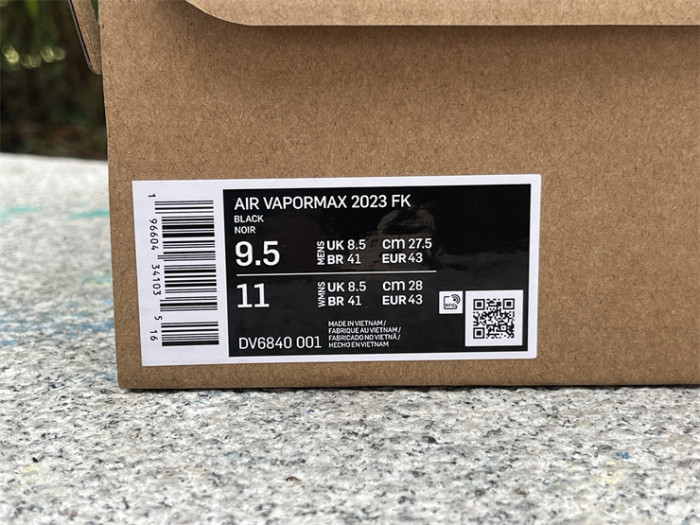 1 96604 34103 5 16
AIR VAPORMAX 2023 FK
BLACK
NOIR
9.5 MENS UK 8.5 cm 27.5
BR 41 EUR 43
11 WMNS UK 8.5 cm 28
BR 41 EUR 43
DV6840 001
MADE IN VIETNAM /
FABRIQUE AU VIETNAM /
FABRICADO NO VIETNÃ /
HECHO EN VIETNAM